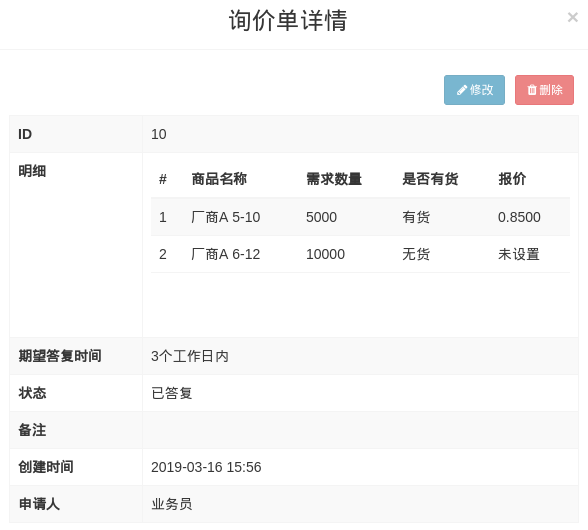 询价单详情
×
修改 删除
ID 10
明细
# 商品名称 需求数量 是否有货 报价
1 厂商A 5-10 5000 有货 0.8500
2 厂商A 6-12 10000 无货 未设置
期望答复时间 3个工作日内
状态 已答复
备注
创建时间 2019-03-16 15:56
申请人 业务员